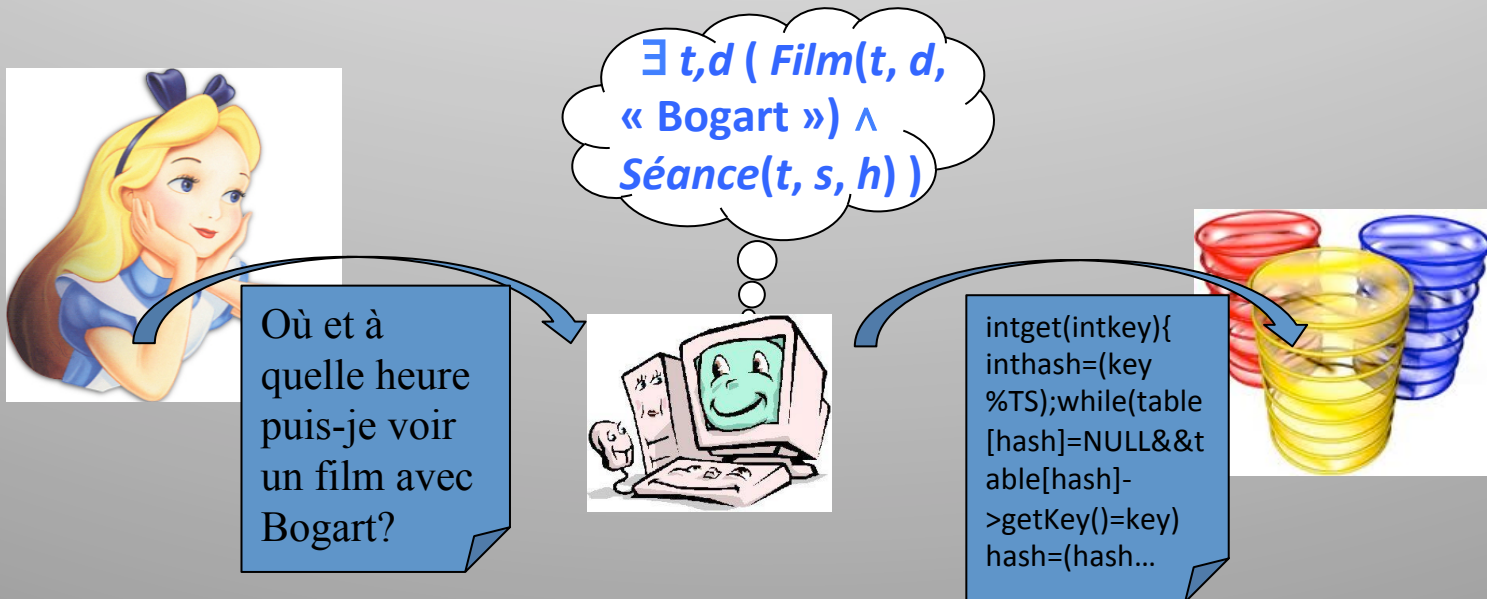 ∃ t,d ( Film(t, d,
« Bogart ») ∧
Séance(t, s, h) )
Où et à
quelle heure
puis-je voir
un film avec
Bogart?
intget(intkey){
inthash=(key
%TS);while(table
[hash]=NULL&&t
able[hash]-
>getKey()=key)
hash=(hash…